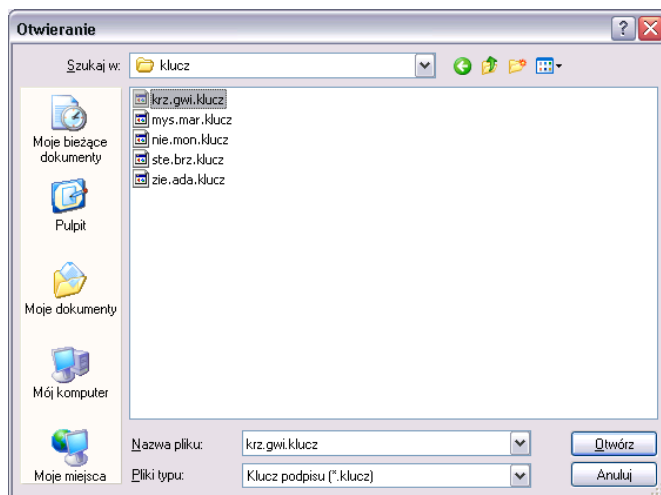 Otwieranie
Szukaj w:
klucz
krz.gwi.klucz
mys.mar.klucz
nie.mon.klucz
ste.brz.klucz
zie.ada.klucz
Moje bieżące
dokumenty
Pulpit
Moje dokumenty
Mój komputer
Moje miejsca
Nazwa pliku:
krz.gwi.klucz
Otwórz
Pliki typu:
Klucz podpisu (*.klucz)
Anuluj